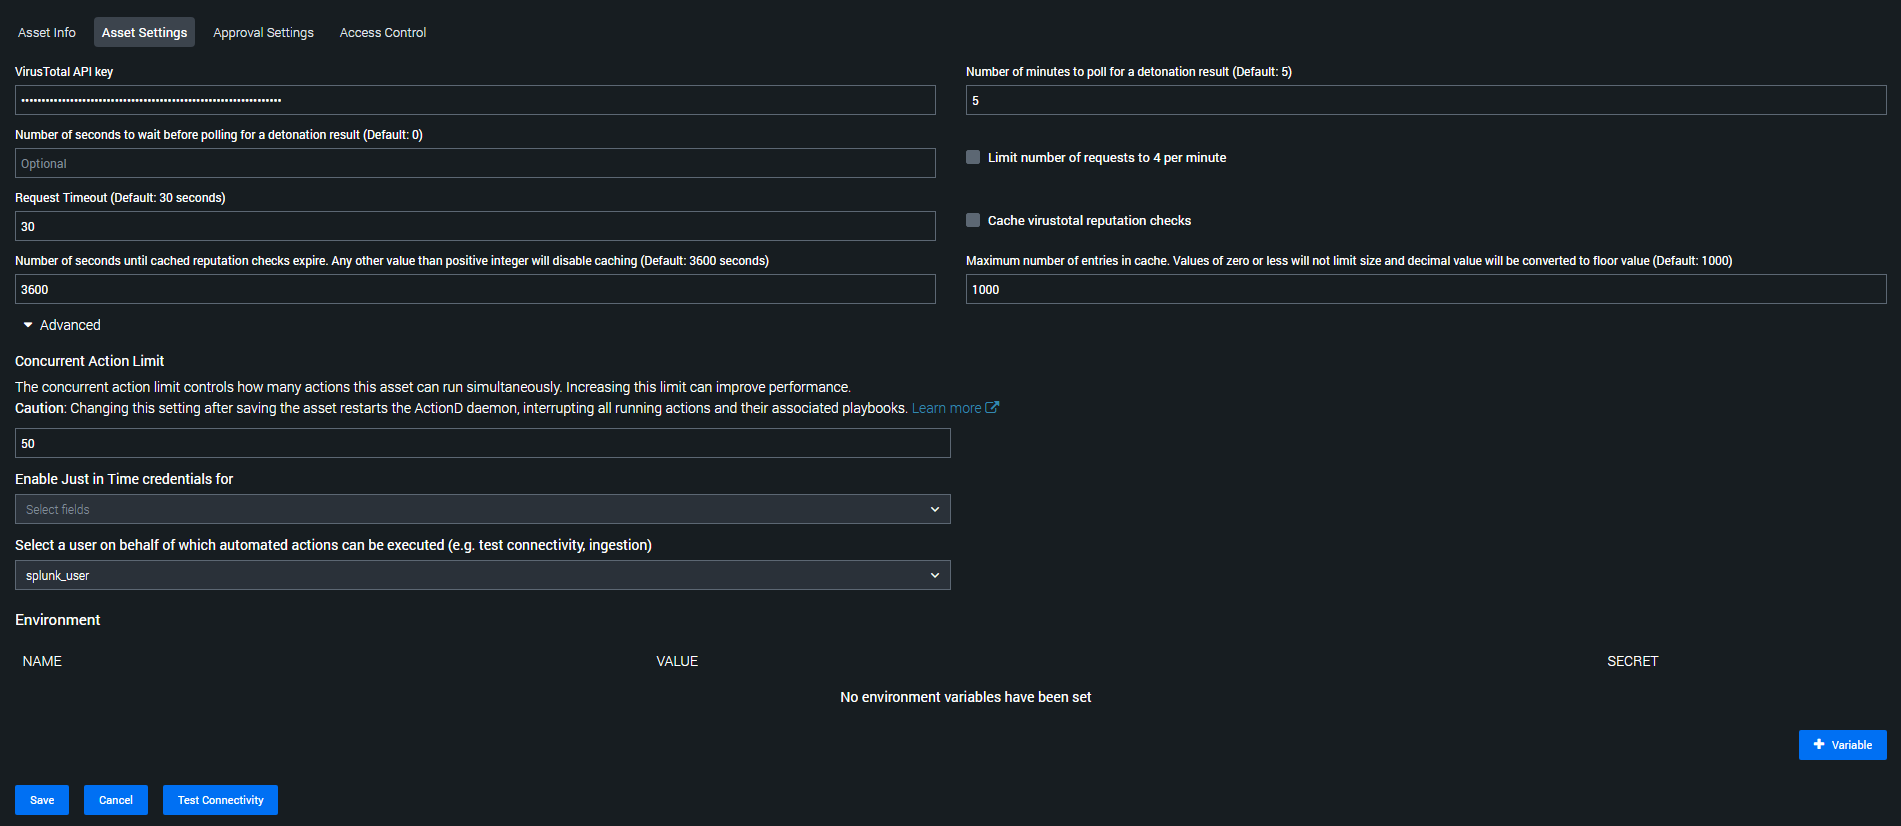 Asset Info
Asset Settings
Approval Settings
Access Control
VirusTotal API key
Number of minutes to poll for a detonation result (Default: 5)
5
Number of seconds to wait before polling for a detonation result (Default: 0)
Optional
Limit number of requests to 4 per minute
Request Timeout (Default: 30 seconds)
30
Cache virustotal reputation checks
Number of seconds until cached reputation checks expire. Any other value than positive integer will disable caching (Default: 3600 seconds)
3600
Maximum number of entries in cache. Values of zero or less will not limit size and decimal value will be converted to floor value (Default: 1000)
1000
Advanced
Concurrent Action Limit
The concurrent action limit controls how many actions this asset can run simultaneously. Increasing this limit can improve performance.
Caution: Changing this setting after saving the asset restarts the ActionD daemon, interrupting all running actions and their associated playbooks. Learn more
50
Enable Just in Time credentials for
Select fields
Select a user on behalf of which automated actions can be executed (e.g. test connectivity, ingestion)
splunk_user
Environment
NAME
VALUE
SECRET
No environment variables have been set
+ Variable
Save
Cancel
Test Connectivity